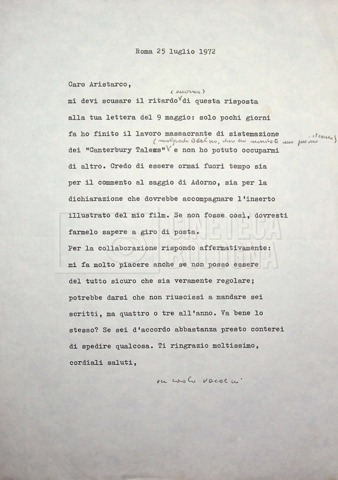 Roma 25 luglio 1972
Caro Aristarco,
(enorme)
mi devi scusare il ritardo di questa risposta
alla tua lettera del 9 maggio: solo pochi giorni
fa ho finito il lavoro massacrante di sistemazione
dei "Canterbury Talems" e non ho potuto occuparmi
di altro. Credo di essere ormai fuori tempo sia
per il commento al saggio di Adorno, sia per la
dichiarazione che dovrebbe accompagnare l'inserto
illustrato del mio film. Se non fosse così, dovresti
farmelo sapere a giro di posta.
Per la collaborazione rispondo affermativamente:
mi fa molto piacere anche se non posso essere
del tutto sicuro che sia veramente regolare;
potrebbe darsi che non riuscissi a mandare sei
scritti, ma quattro o tre all'anno. Va bene lo
stesso? Se sei d'accordo abbastanza presto conterei
di spedire qualcosa. Ti ringrazio moltissimo,
cordiali saluti,
CINETECA